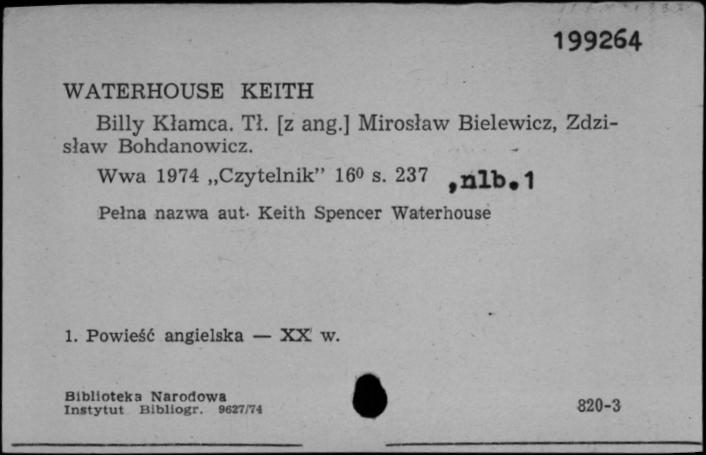 199264
WATERHOUSE KEITH
Billy Kłamca. Tł. [z ang.] Mirosław Bielewicz, Zdzi-
sław Bohdanowicz.
Wwa 1974 „Czytelnik” 16⁰ s. 237 ,nlb.1
Pełna nazwa aut. Keith Spencer Waterhouse
1. Powieść angielska — XX w.
Biblioteka Narodowa
Instytut Bibliogr. 9627/74
820-3